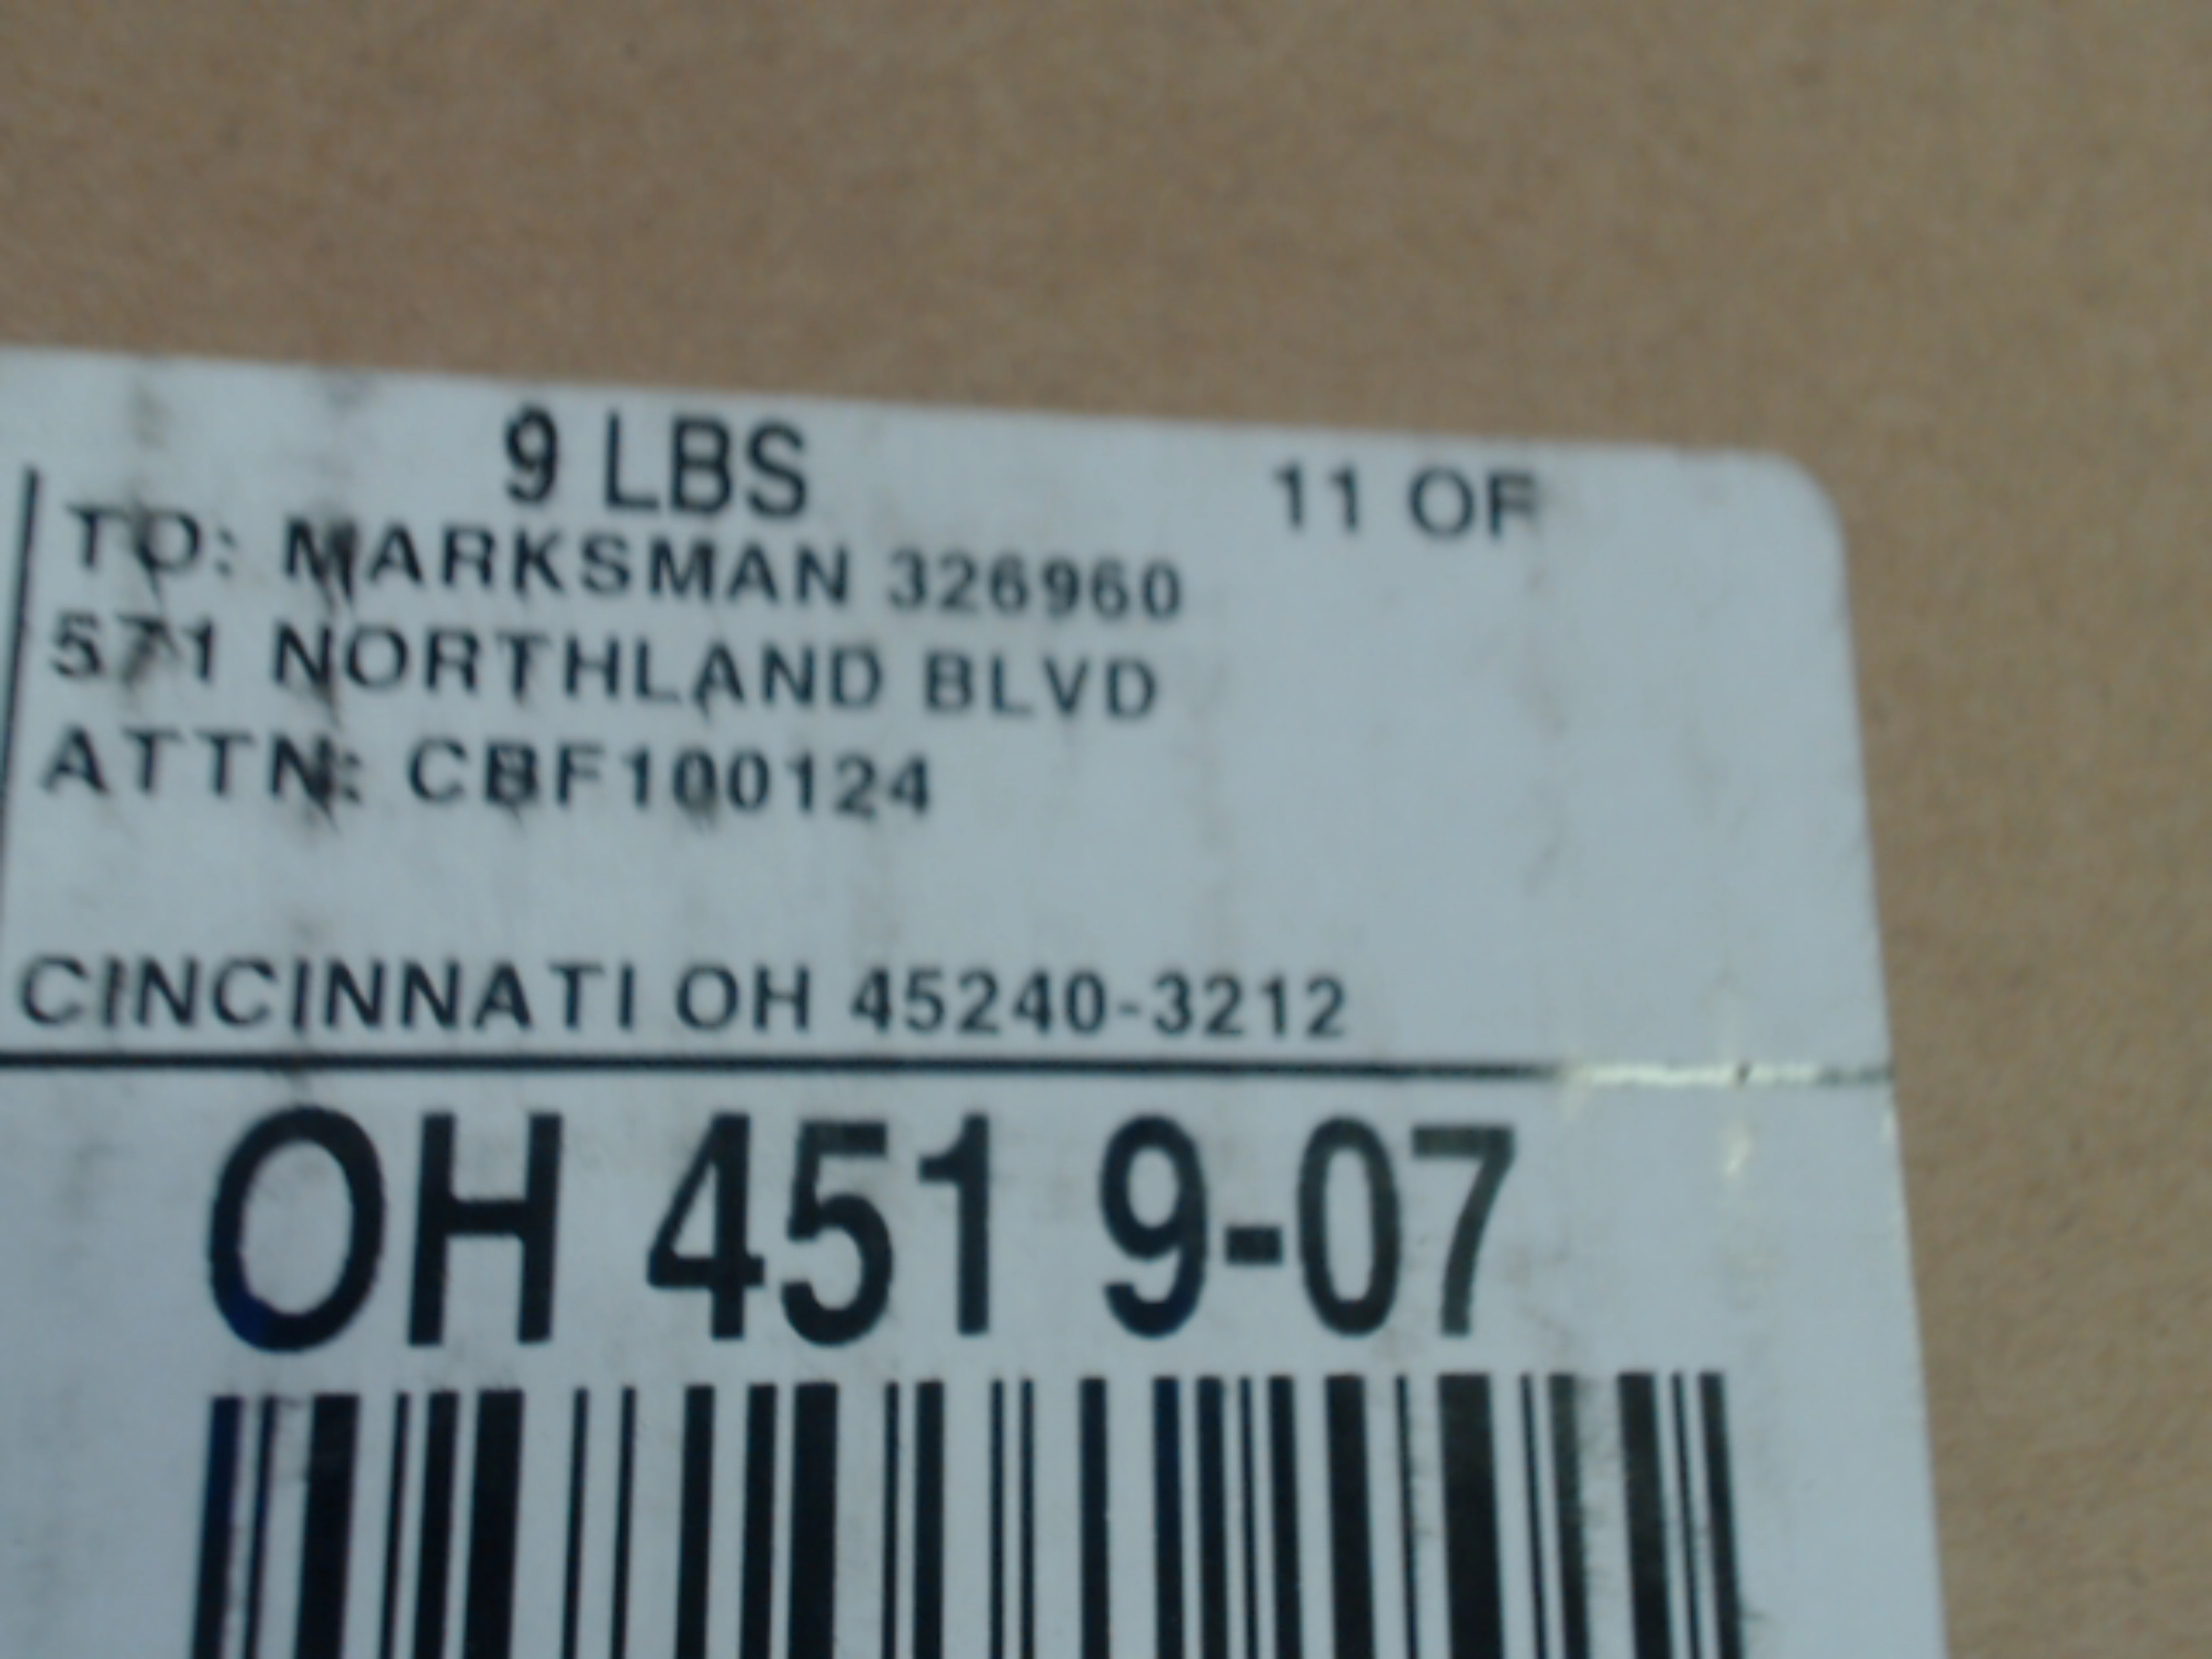 9 LBS 11 OF
TO: MARKSMAN 326960
571 NORTHLAND BLVD
ATTN: CBF100124
CINCINNATI OH 45240-3212
OH 451 9-07